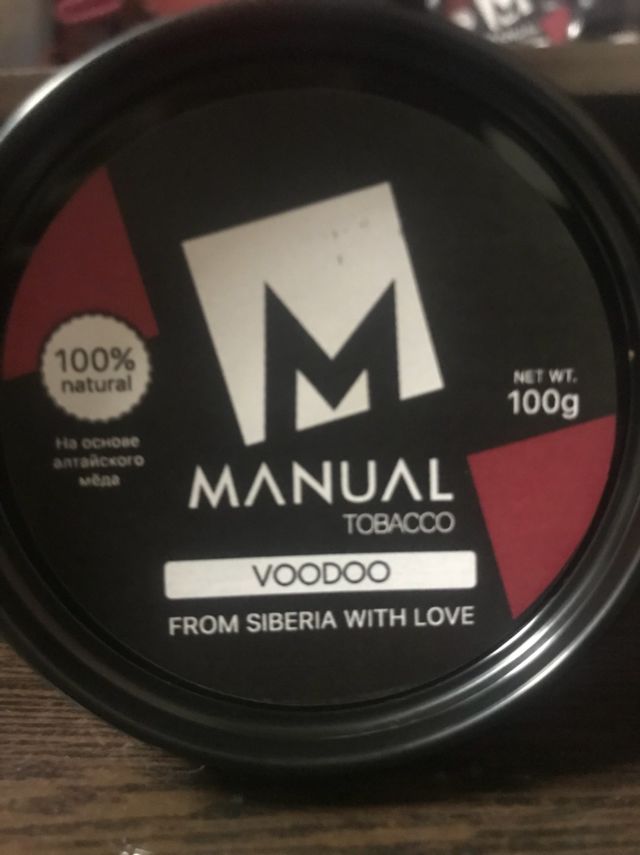 M
100%
natural
На основе
алтайского
мёда
NET WT.
100g
MANUAL
TOBACCO
VOODOO
FROM SIBERIA WITH LOVE